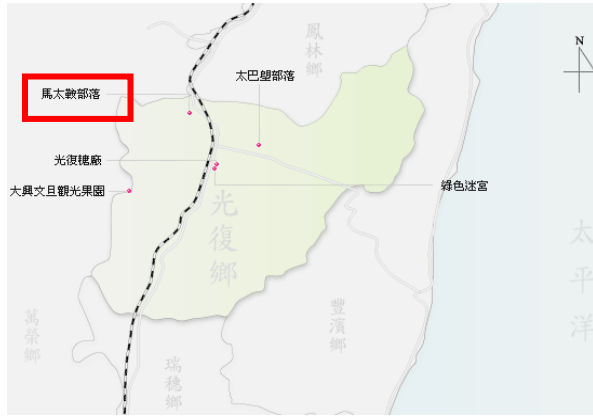 鳳林鄉
N
太巴塱部落
馬太鞍部落
光復糖廠
大興文旦觀光果園
綠色迷宮
光復鄉
太平洋
豐濱鄉
萬榮鄉
瑞穗鄉